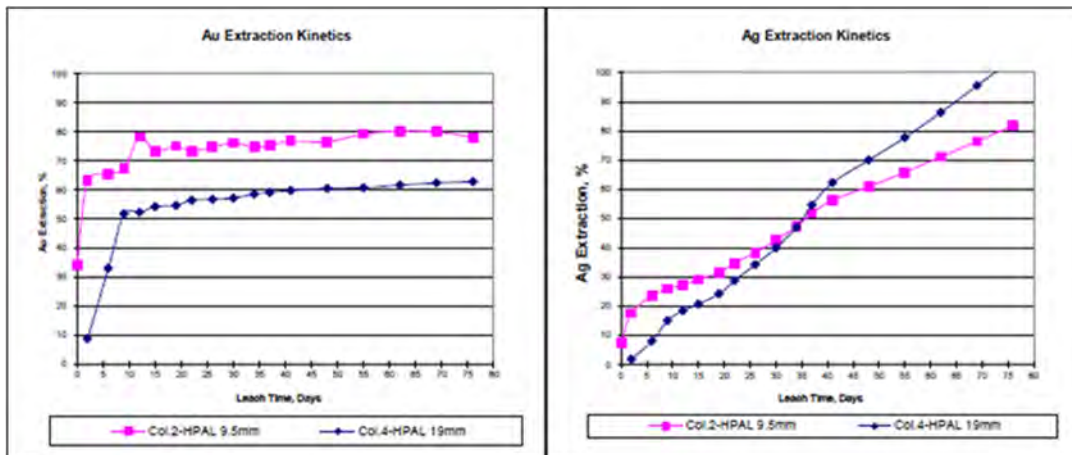 Au Extraction Kinetics
Au Extraction, %
100
90
80
70
60
50
40
30
20
10
0
0 5 10 15 20 25 30 35 40 45 50 55 60 65 70 75 80
Leach Time, Days
Col.2-HPAL 9.5mm Col.4-HPAL 19mm
Ag Extraction Kinetics
Ag Extraction, %
100
90
80
70
60
50
40
30
20
10
0
0 5 10 15 20 25 30 35 40 45 50 55 60 65 70 75 80
Leach Time, Days
Col.2-HPAL 9.5mm Col.4-HPAL 19mm